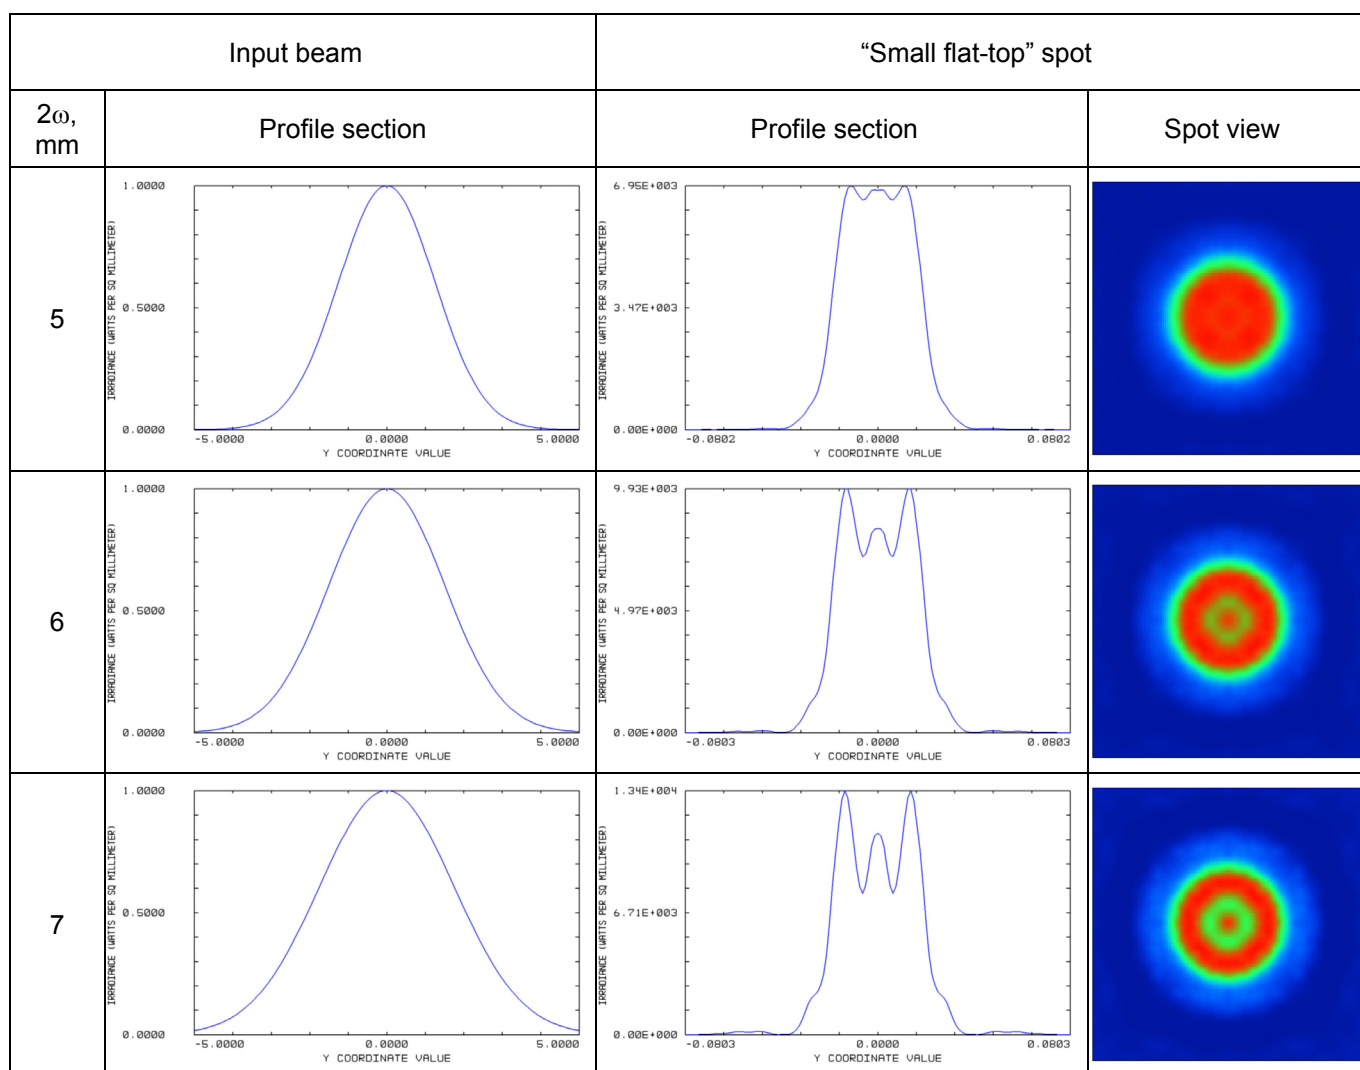 Input beam
“Small flat-top” spot
2ω,
mm
Profile section
Profile section
Spot view
5
IRRADIANCE (WATTS PER SQ MILLIMETER)
1.0000
0.5000
0.0000
-5.0000 0.0000 5.0000
Y COORDINATE VALUE
IRRADIANCE (WATTS PER SQ MILLIMETER)
6.95E+003
3.47E+003
0.00E+000
-0.0802 0.0000 0.0802
Y COORDINATE VALUE
6
IRRADIANCE (WATTS PER SQ MILLIMETER)
1.0000
0.5000
0.0000
-5.0000 0.0000 5.0000
Y COORDINATE VALUE
IRRADIANCE (WATTS PER SQ MILLIMETER)
9.93E+003
4.97E+003
0.00E+000
-0.0803 0.0000 0.0803
Y COORDINATE VALUE
7
IRRADIANCE (WATTS PER SQ MILLIMETER)
1.0000
0.5000
0.0000
-5.0000 0.0000 5.0000
Y COORDINATE VALUE
IRRADIANCE (WATTS PER SQ MILLIMETER)
1.34E+004
6.71E+003
0.00E+000
-0.0803 0.0000 0.0803
Y COORDINATE VALUE